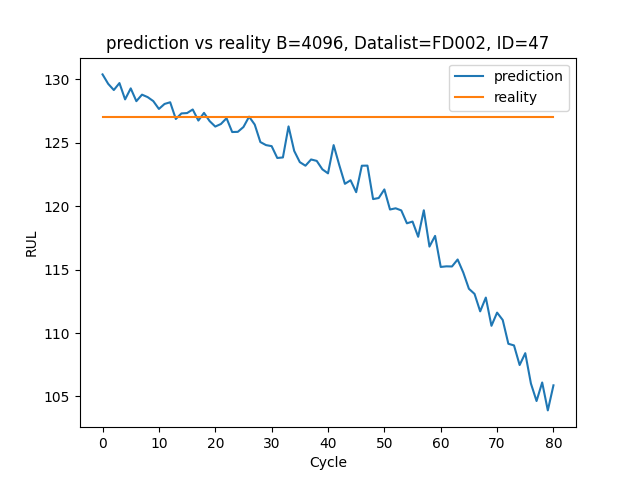 prediction vs reality B=4096, Datalist=FD002, ID=47
prediction
reality
RUL
130
125
120
115
110
105
0 10 20 30 40 50 60 70 80
Cycle